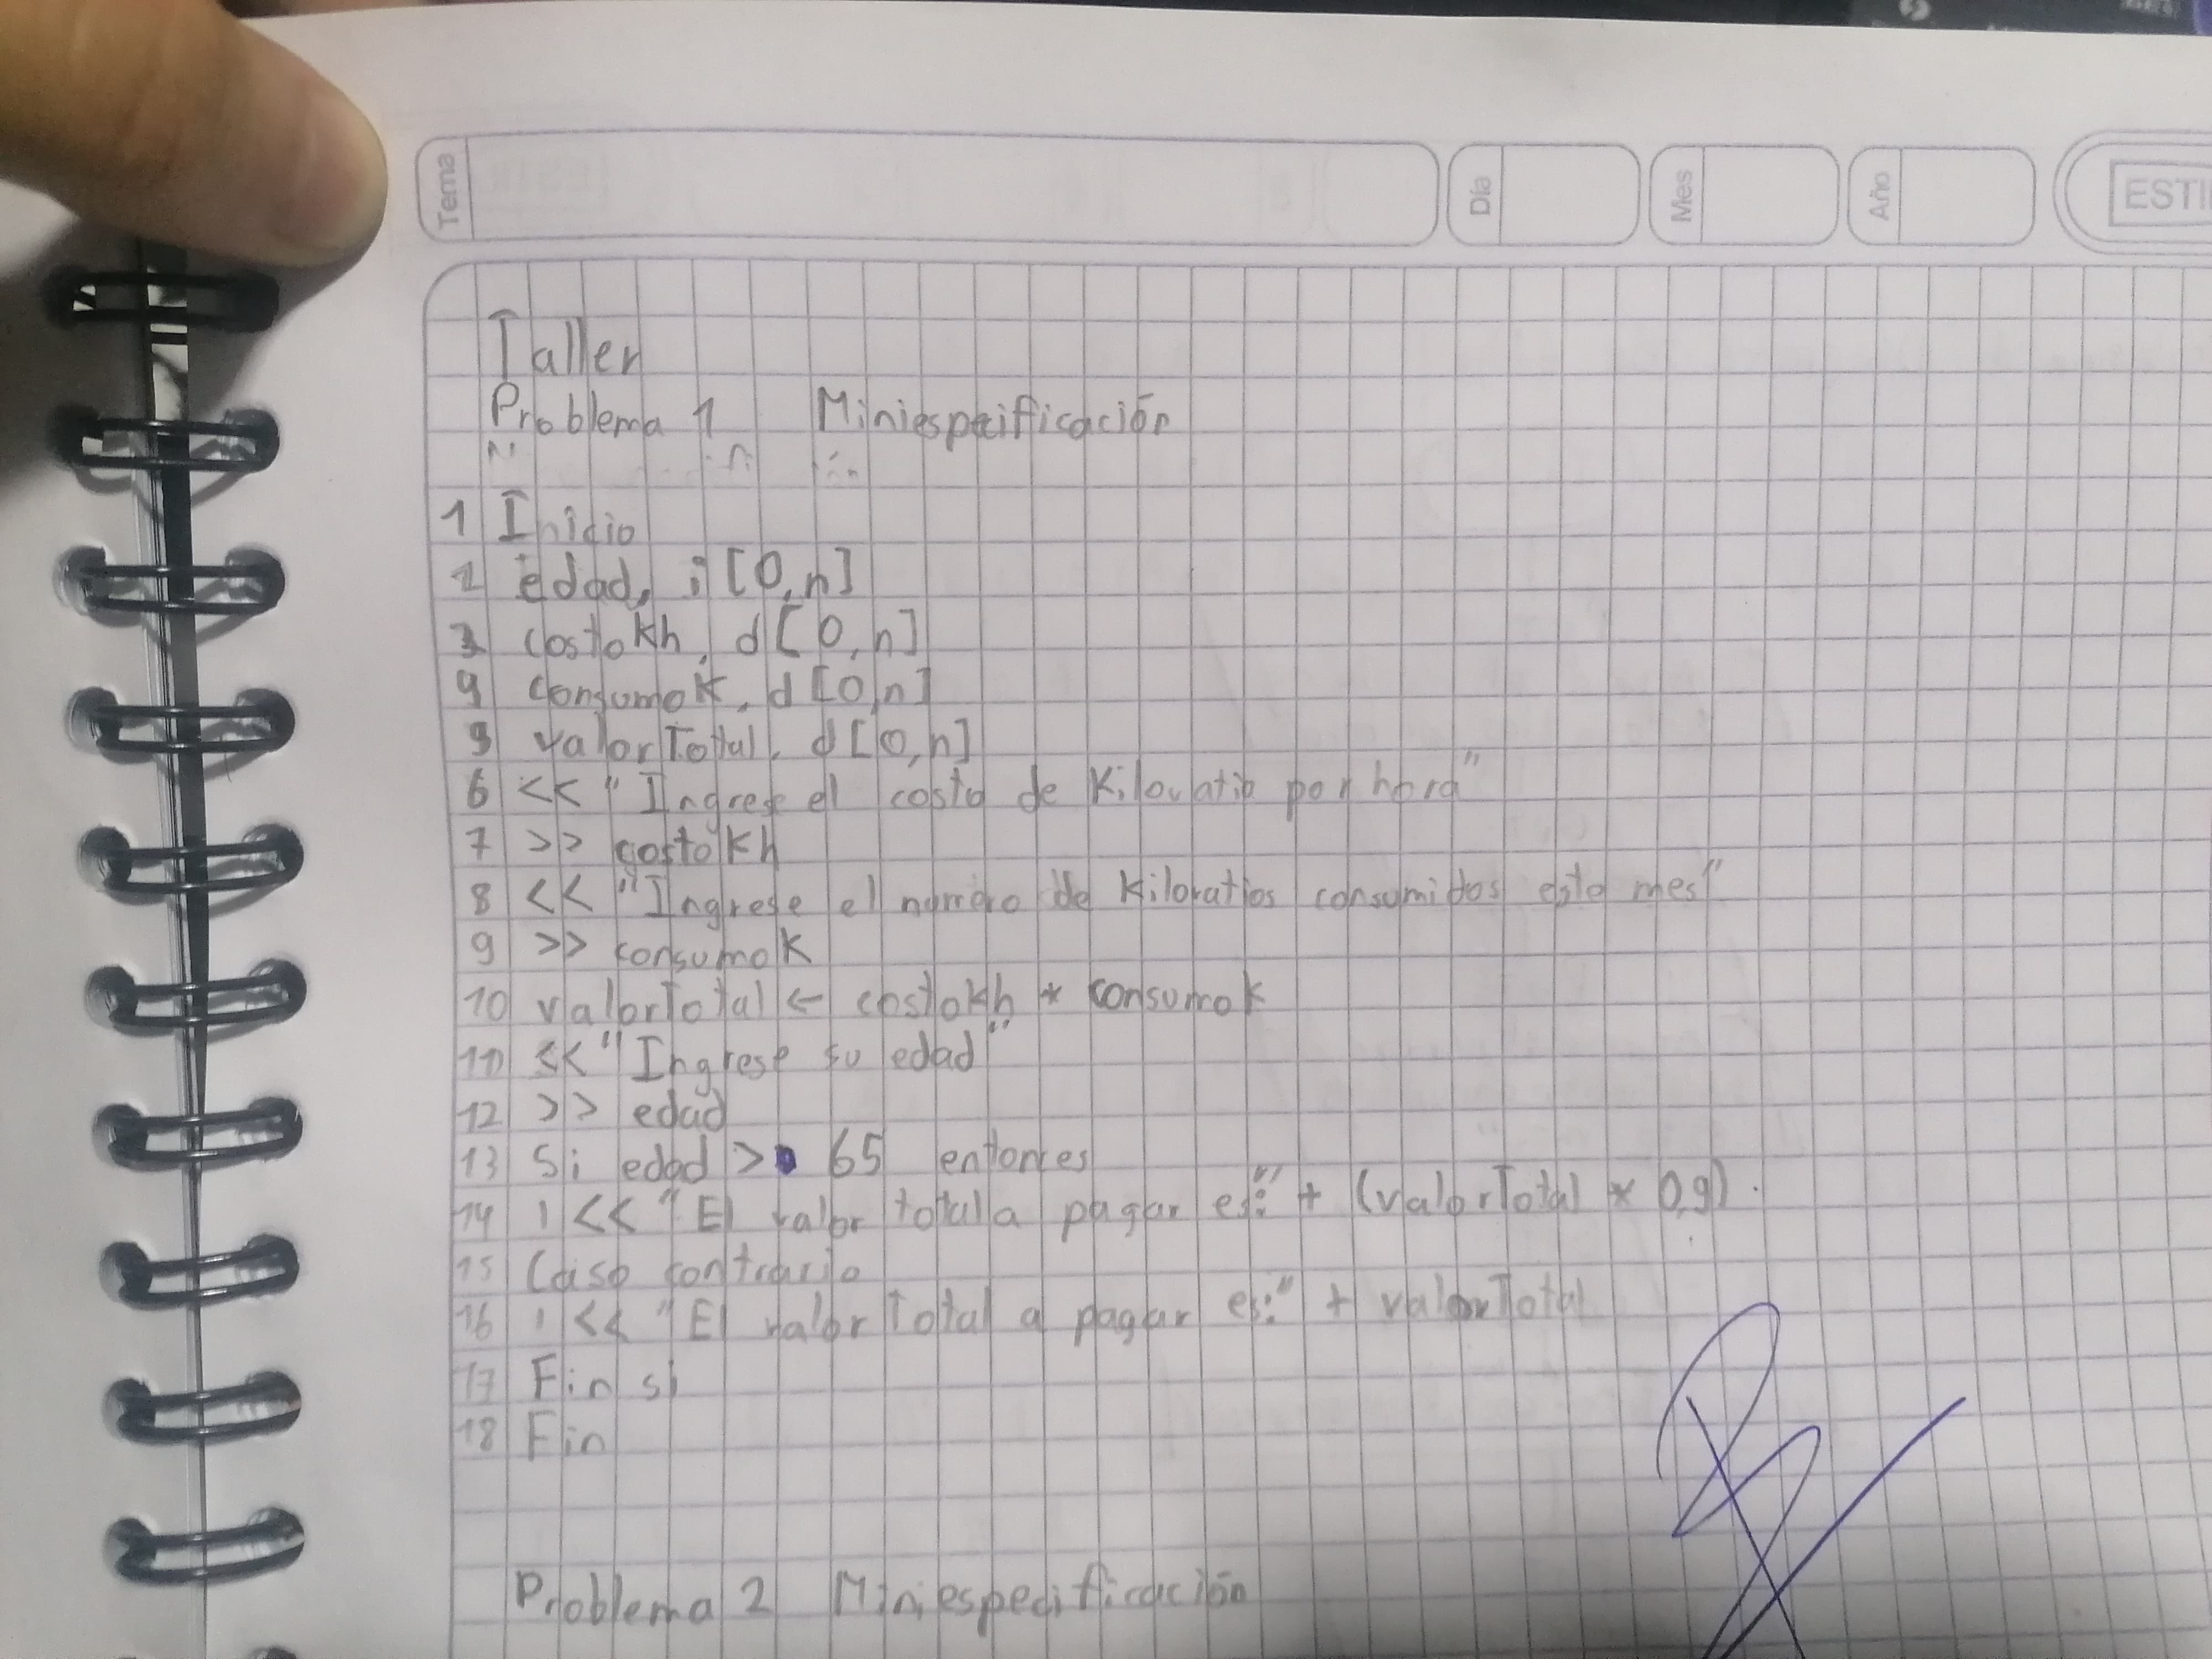 Tema
Día
Mes
Año
Taller
Problema 1 Miniespecificación
1 Inicio
2 edad, i [0,n]
3 costokh, d [0,n]
4 consumok, d [0,n]
5 valorTotal, d [0,n]
6 << "Ingrese el costo de Kilovatio por hora"
7 >> costokh
8 << "Ingrese el numero de Kilovatios consumidos este mes"
9 >> consumok
10 valorTotal ← costokh * consumok
11 << "Ingrese su edad"
12 >> edad
13 Si edad > 65 entonces
14 | << "El valor total a pagar es:" + (valorTotal * 0,9).
15 Caso contrario
16 | << "El valor Total a pagar es:" + valorTotal
17 Fin si
18 Fin
Problema 2 Miniespecificación